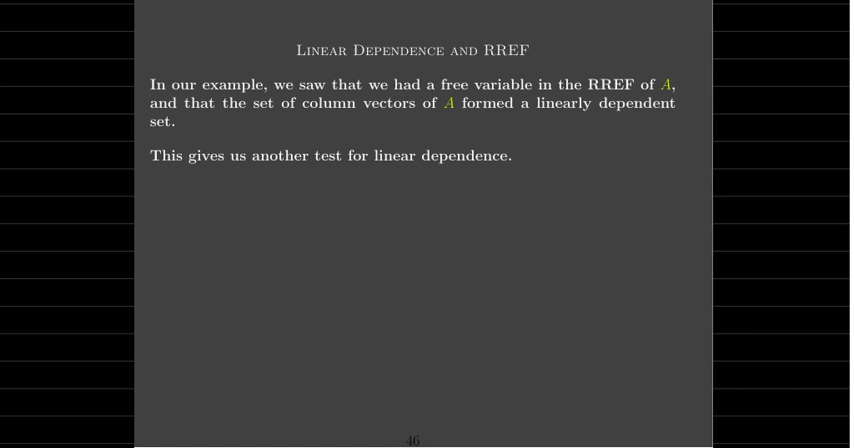 Linear Dependence and RREF
In our example, we saw that we had a free variable in the RREF of A,
and that the set of column vectors of A formed a linearly dependent
set.
This gives us another test for linear dependence.
46